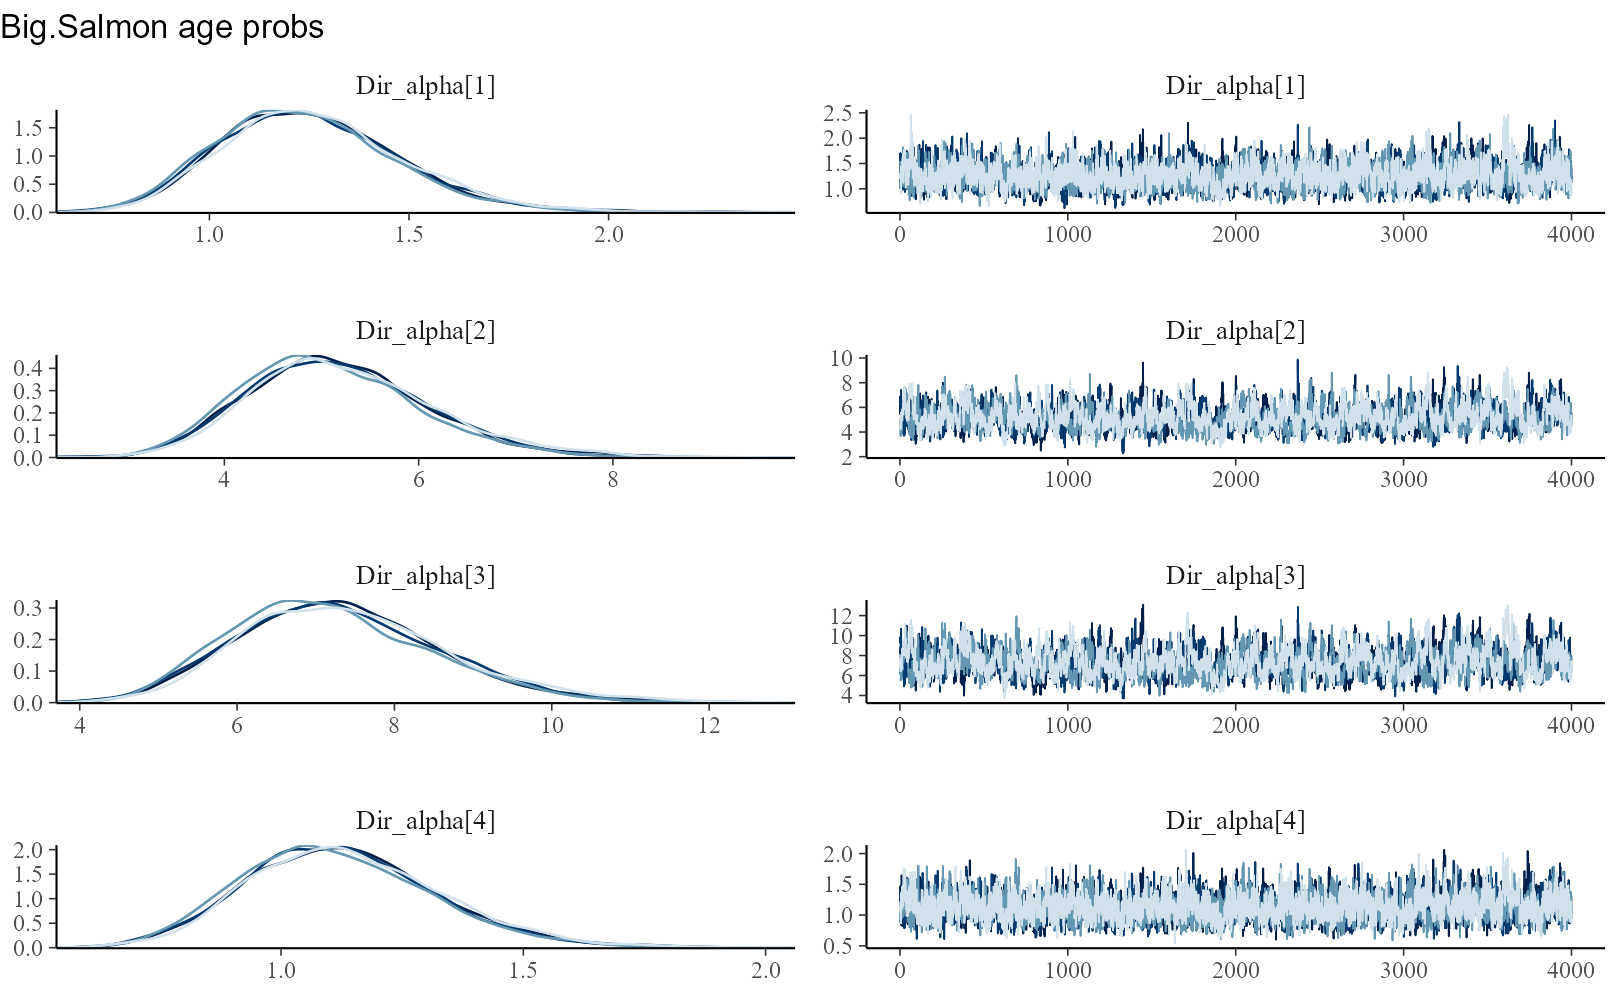 Big.Salmon age probs
Dir_alpha[1] Dir_alpha[1]
1.5 1.0 0.5 0.0
1.0 1.5 2.0
2.5 2.0 1.5 1.0
0 1000 2000 3000 4000
Dir_alpha[2] Dir_alpha[2]
0.4 0.3 0.2 0.1 0.0
4 6 8
10 8 6 4 2
0 1000 2000 3000 4000
Dir_alpha[3] Dir_alpha[3]
0.3 0.2 0.1 0.0
4 6 8 10 12
12 10 8 6 4
0 1000 2000 3000 4000
Dir_alpha[4] Dir_alpha[4]
2.0 1.5 1.0 0.5 0.0
1.0 1.5 2.0
2.0 1.5 1.0 0.5
0 1000 2000 3000 4000